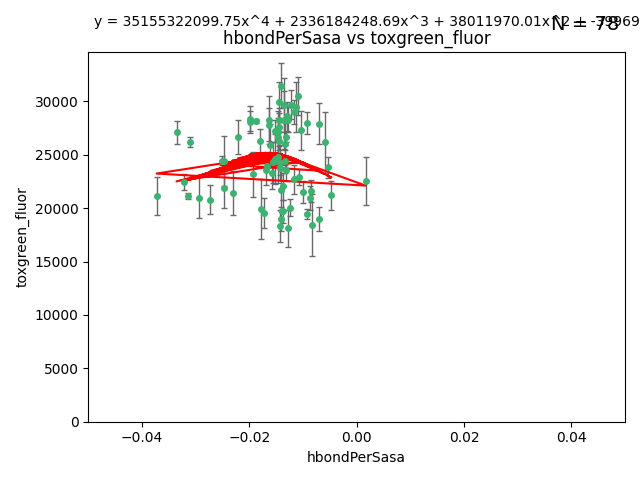 y = 35155322099.75x^4 + 2336184248.69x^3 + 38011970.01x^2 + -39969
N = 78
hbondPerSasa vs toxgreen_fluor
30000
25000
20000
15000
10000
5000
0
toxgreen_fluor
−0.04
−0.02
0.00
0.02
0.04
hbondPerSasa